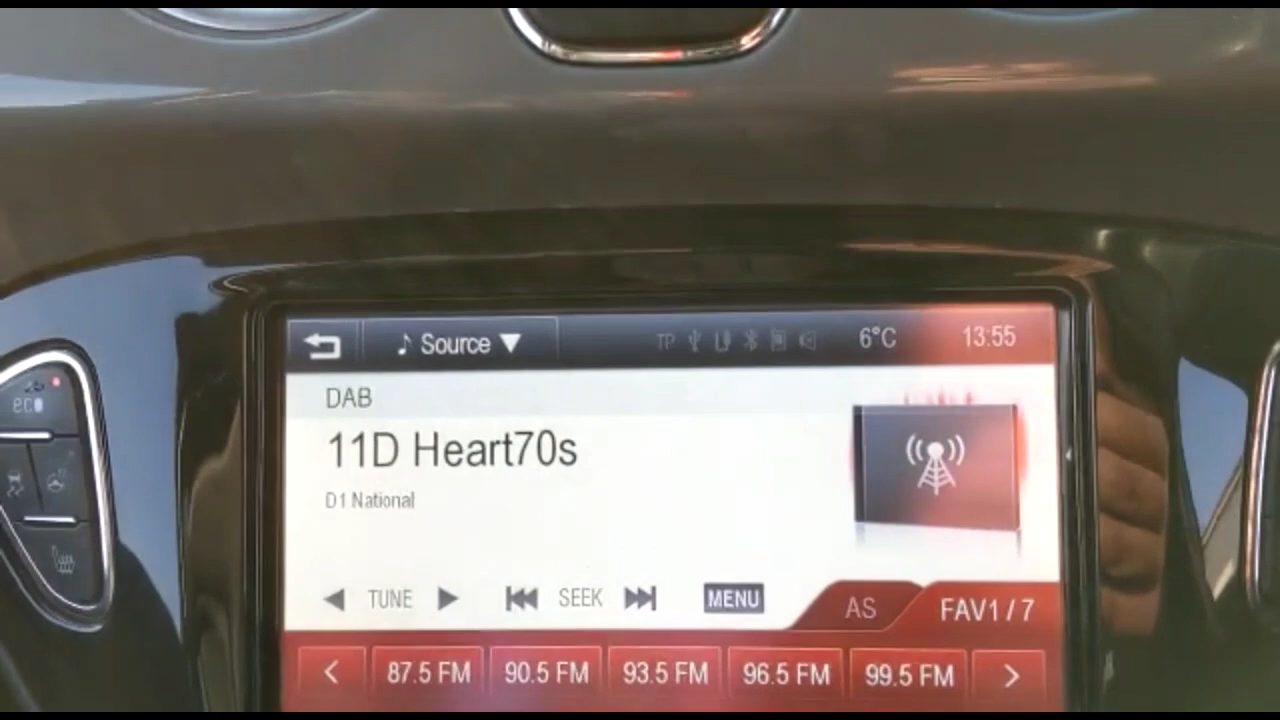 Source TP 6°C 13:55
DAB
11D Heart70s
D1 National
TUNE SEEK MENU AS FAV1/7
< 87.5 FM 90.5 FM 93.5 FM 96.5 FM 99.5 FM >
eco